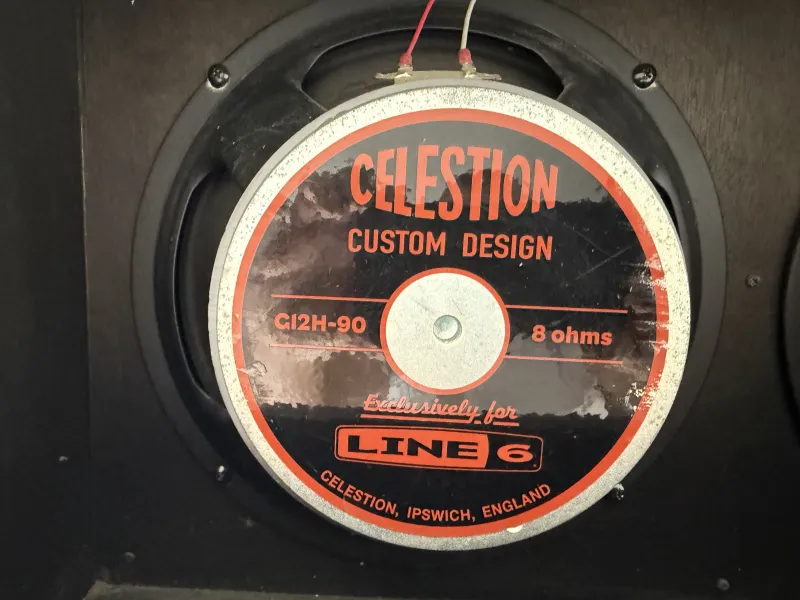 CELESTION
CUSTOM DESIGN
G12H-90
8 ohms
Exclusively for
LINE 6
CELESTION, IPSWICH, ENGLAND